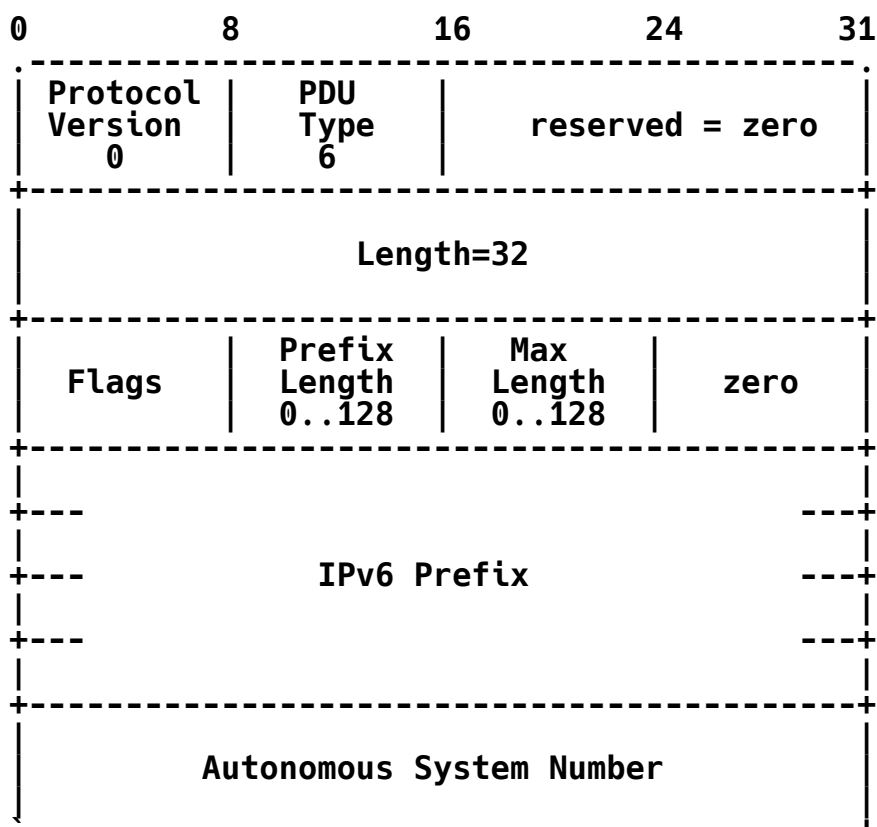 0          8          16         24        31
.-------------------------------------------.
| Protocol |   PDU    |                     |
| Version  |   Type   |    reserved = zero  |
|    0     |    6     |                     |
+-------------------------------------------+
|                                           |
|                 Length=32                 |
|                                           |
+-------------------------------------------+
|          |  Prefix  |   Max    |          |
|  Flags   |  Length  |  Length  |   zero   |
|          |  0..128  |  0..128  |          |
+-------------------------------------------+
|                                           |
+---                                     ---+
|                                           |
+---            IPv6 Prefix              ---+
|                                           |
+---                                     ---+
|                                           |
+-------------------------------------------+
|                                           |
|         Autonomous System Number          |
|                                           |